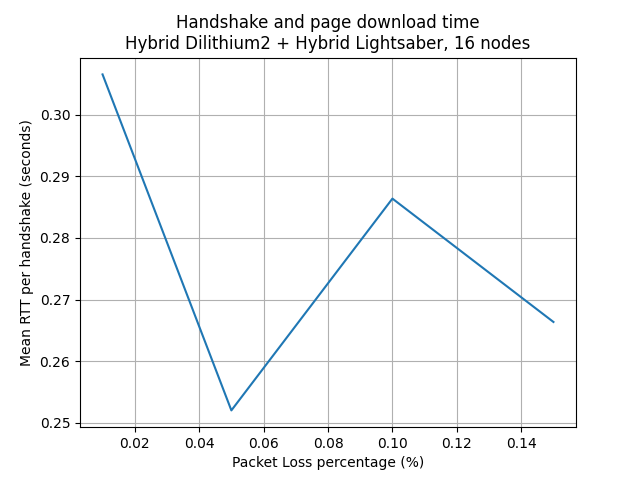 Handshake and page download time
Hybrid Dilithium2 + Hybrid Lightsaber, 16 nodes
Mean RTT per handshake (seconds)
0.30
0.29
0.28
0.27
0.26
0.25
0.02 0.04 0.06 0.08 0.10 0.12 0.14
Packet Loss percentage (%)